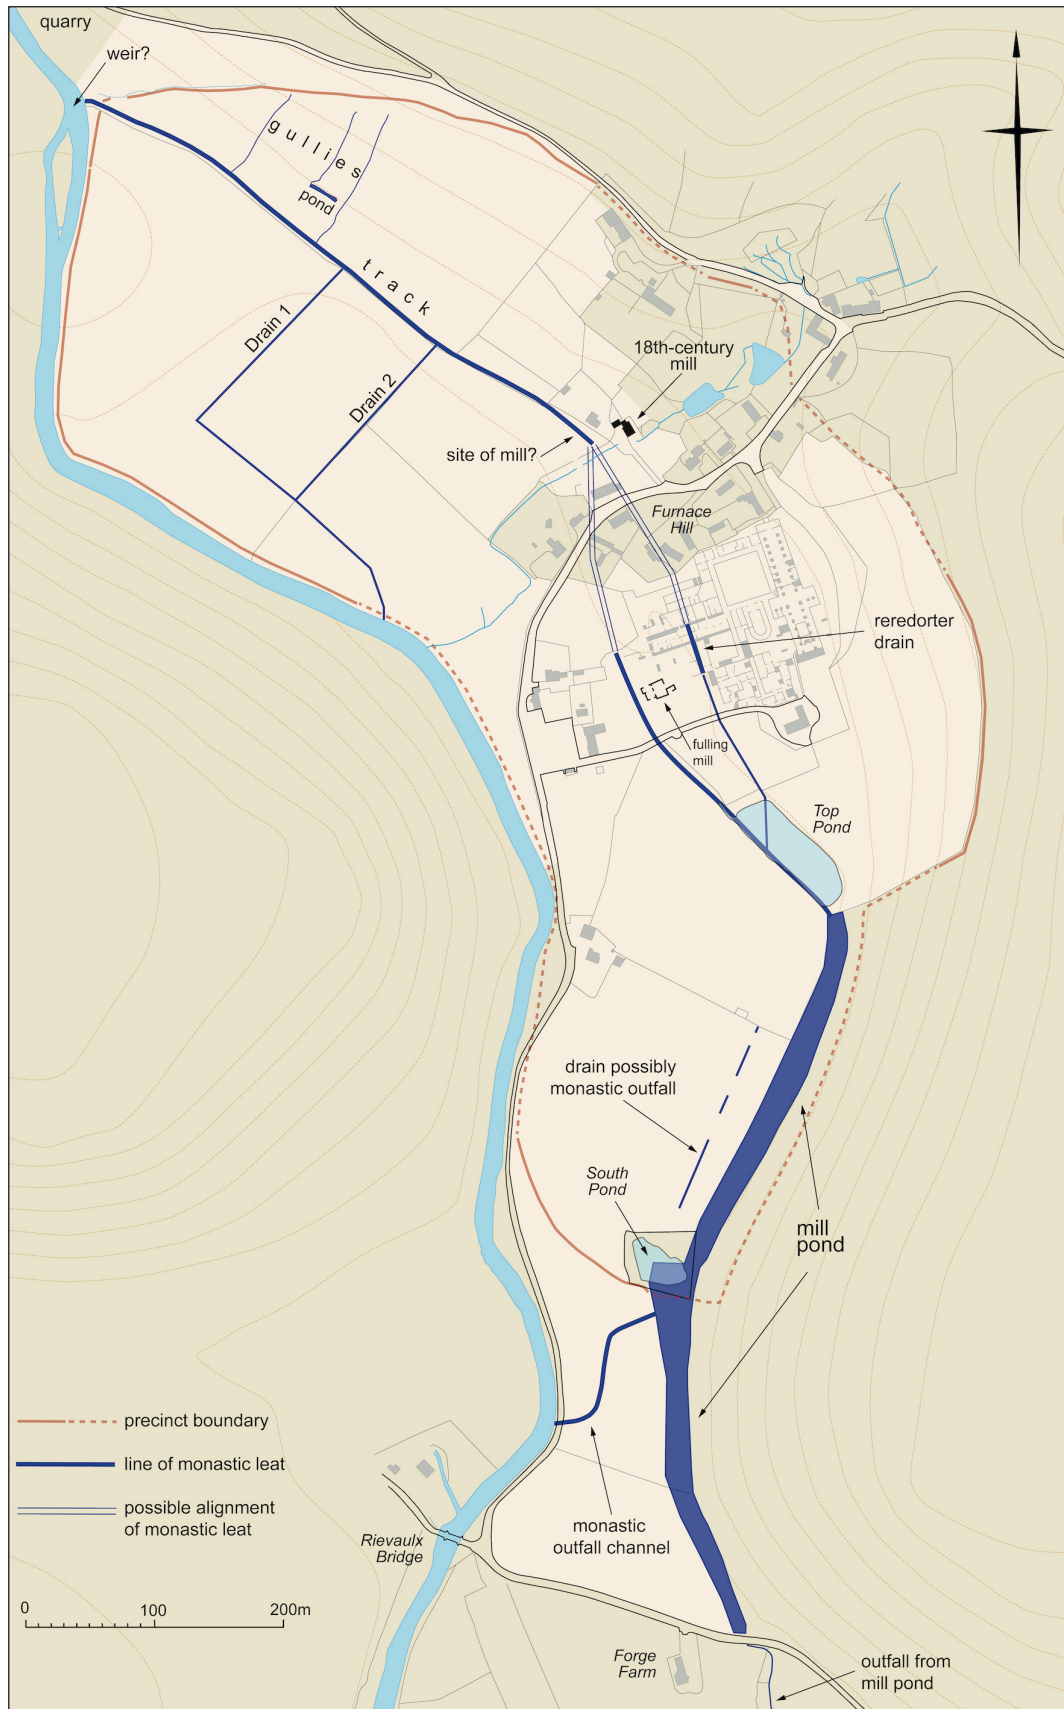 quarry
weir?
gullies
pond
track
Drain 1
Drain 2
18th-century
mill
site of mill?
Furnace
Hill
reredorter
drain
fulling
mill
Top
Pond
drain possibly
monastic outfall
South
Pond
mill
pond
precinct boundary
line of monastic leat
possible alignment
of monastic leat
monastic
outfall channel
Rievaulx
Bridge
0 100 200m
Forge
Farm
outfall from
mill pond